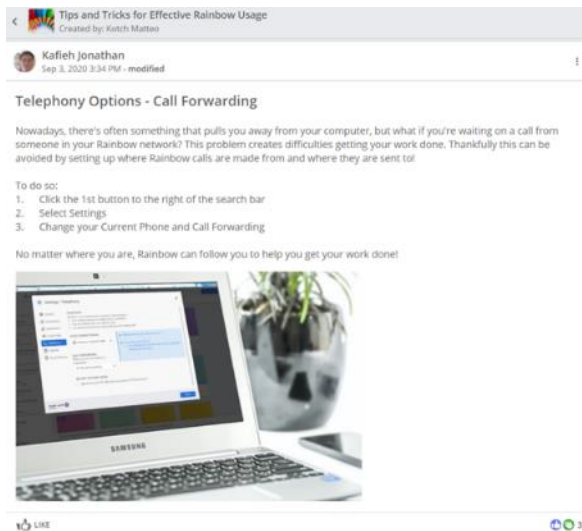 Tips and Tricks for Effective Rainbow Usage
Created by: Kotch Matteo
Kafieh Jonathan
Sep 3, 2020 3:34 PM - modified
Telephony Options - Call Forwarding
Nowadays, there's often something that pulls you away from your computer, but what if you're waiting on a call from
someone in your Rainbow network? This problem creates difficulties getting your work done. Thankfully this can be
avoided by setting up where Rainbow calls are made from and where they are sent to!
To do so:
1. Click the 1st button to the right of the search bar
2. Select Settings
3. Change your Current Phone and Call Forwarding
No matter where you are, Rainbow can follow you to help you get your work done!
SAMSUNG
LIKE
3